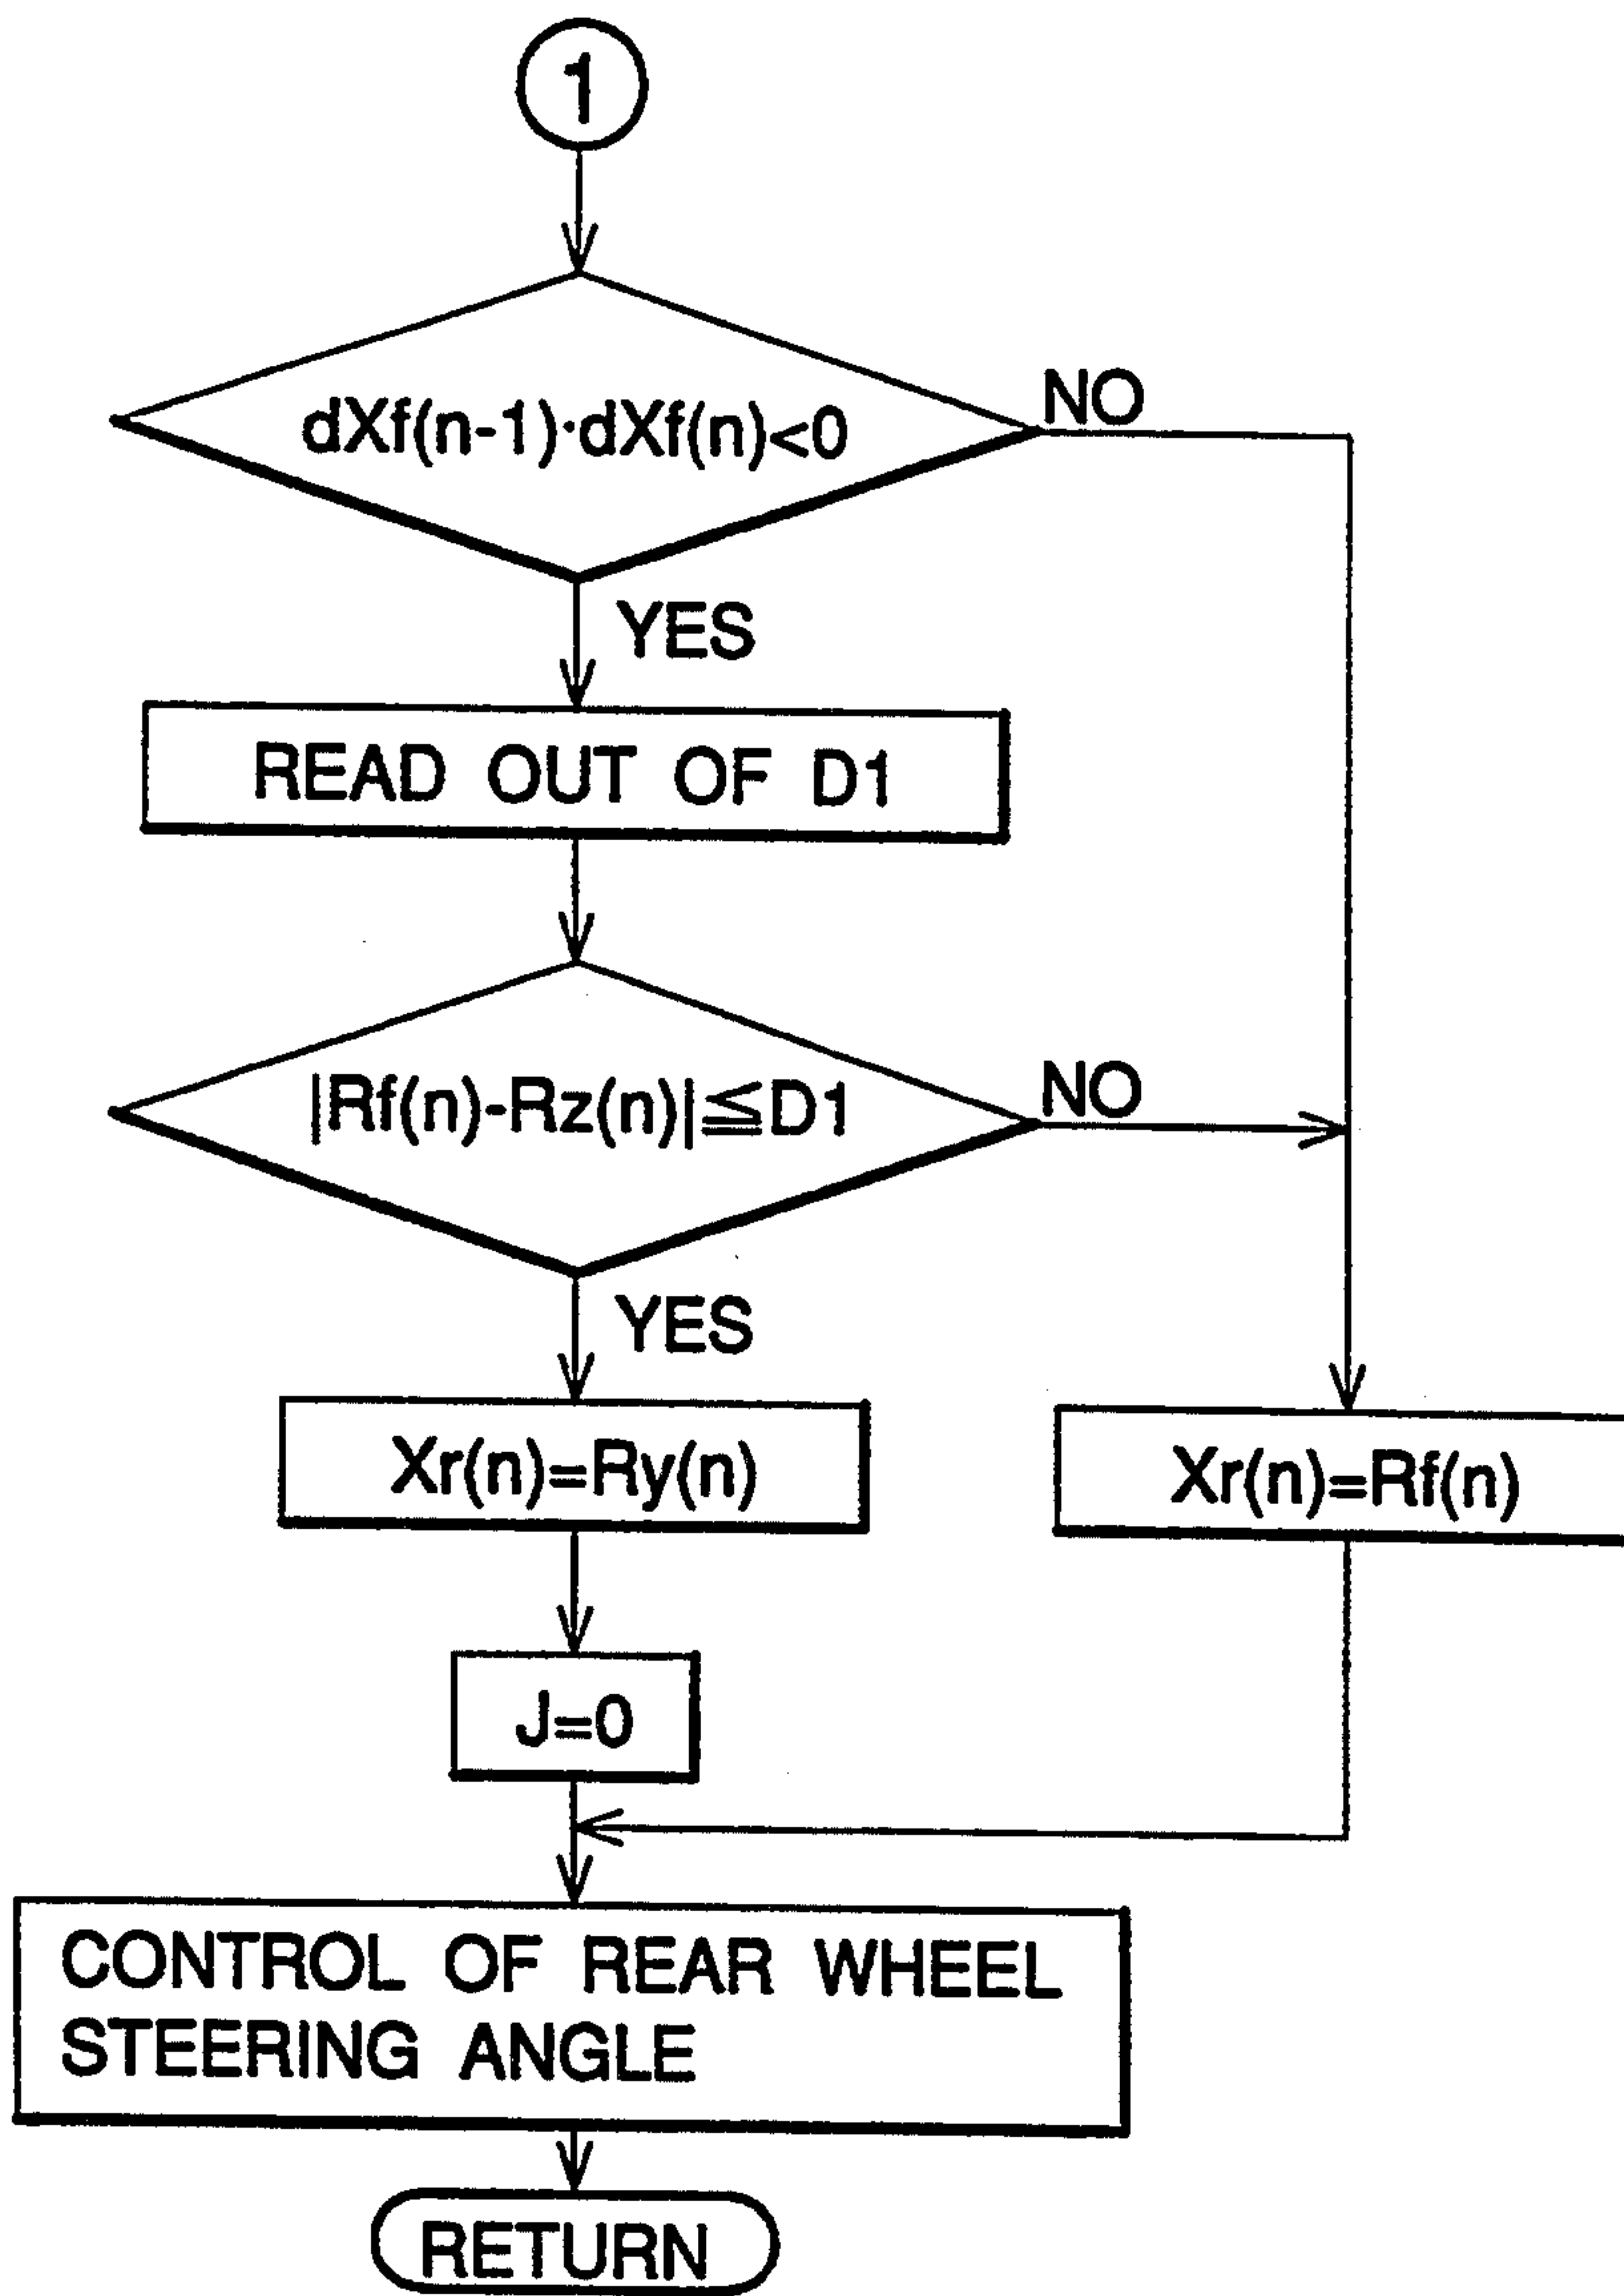 1
dXf(n-1)·dXf(n)<0
NO
YES
READ OUT OF D1
|Rf(n)-Rz(n)|≦D1
NO
YES
Xr(n)=Ry(n)
Xr(n)=Rf(n)
J=0
CONTROL OF REAR WHEEL
STEERING ANGLE
RETURN